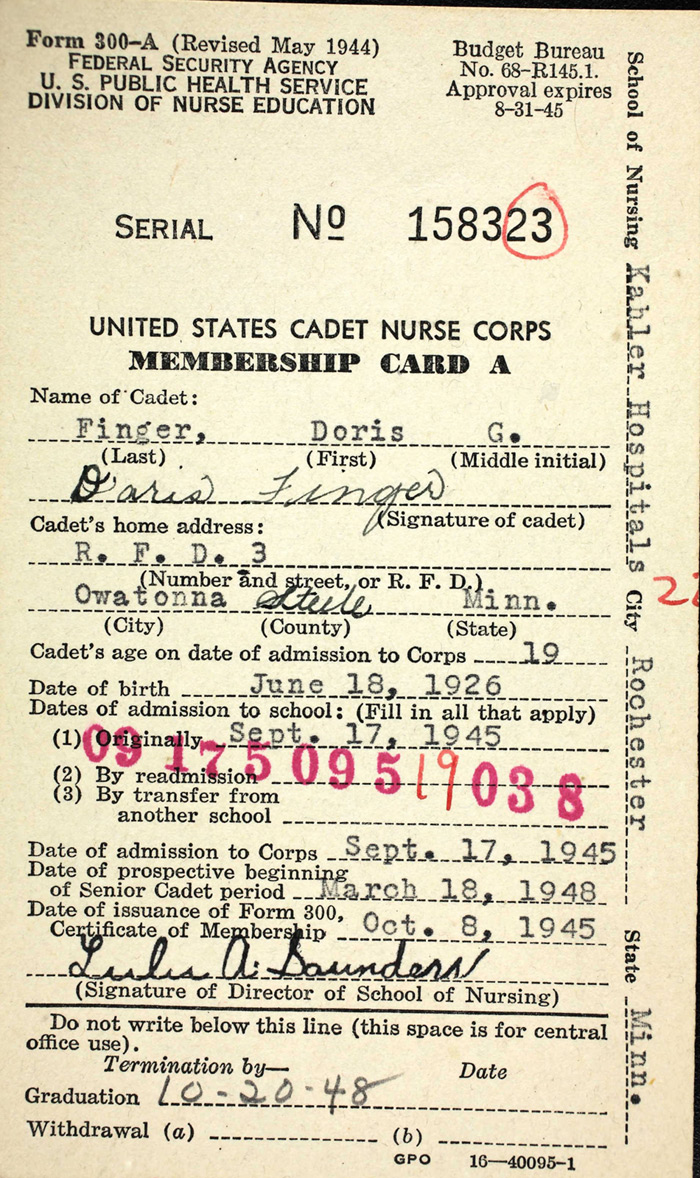 Form 300-A (Revised May 1944)
FEDERAL SECURITY AGENCY
U. S. PUBLIC HEALTH SERVICE
DIVISION OF NURSE EDUCATION
Budget Bureau
No. 68-R145.1.
Approval expires
8-31-45
SERIAL No 158323
UNITED STATES CADET NURSE CORPS
MEMBERSHIP CARD A
Name of Cadet:
Finger, Doris G.
(Last) (First) (Middle initial)
Doris Finger
(Signature of cadet)
Cadet's home address:
R. F. D. 3
(Number and street, or R. F. D.)
Owatonna Steele Minn.
(City) (County) (State)
Cadet's age on date of admission to Corps 19
Date of birth June 18, 1926
Dates of admission to school: (Fill in all that apply)
(1) Originally Sept. 17, 1945
09 175 095 19 038
(2) By readmission
(3) By transfer from
another school
Date of admission to Corps Sept. 17, 1945
Date of prospective beginning
of Senior Cadet period March 18, 1948
Date of issuance of Form 300,
Certificate of Membership Oct. 8, 1945
Lulu A. Saunders
(Signature of Director of School of Nursing)
Do not write below this line (this space is for central
office use).
Termination by— Date
Graduation 10-20-48
Withdrawal (a) (b)
GPO 16—40095-1
School of Nursing Kahler Hospitals City Rochester State Minn.